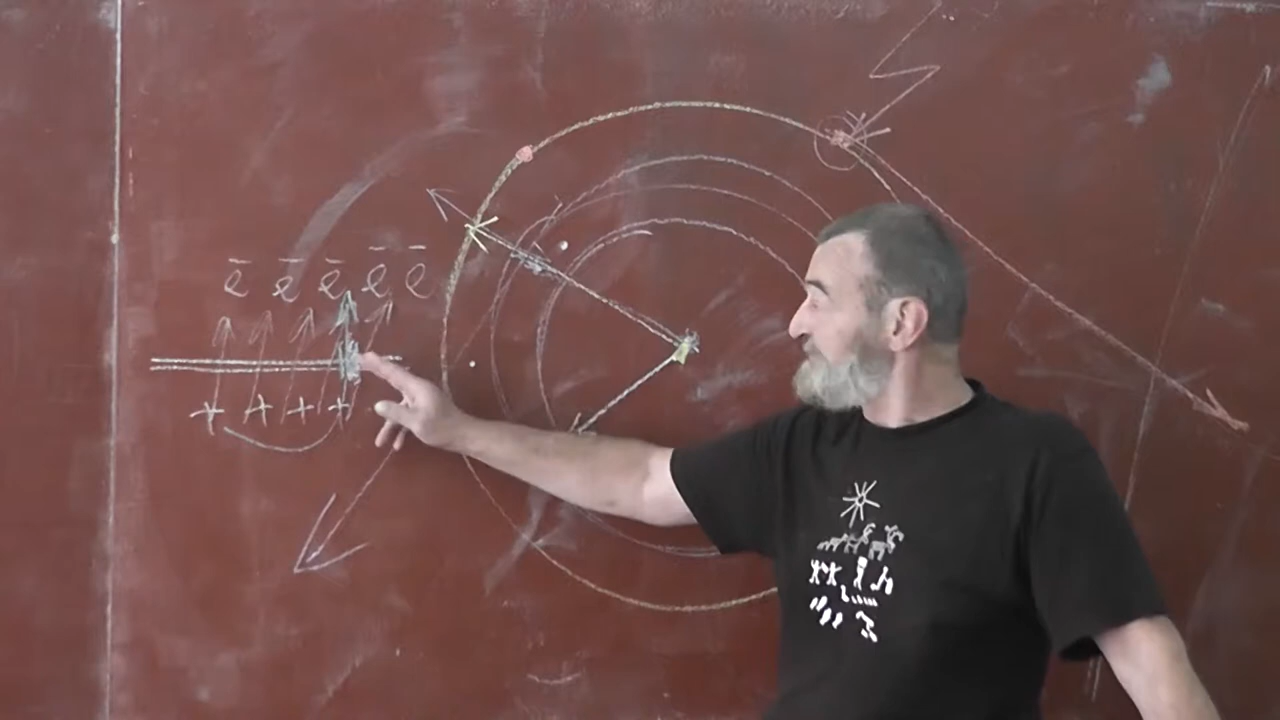 ē ē ē ē ē
+ + + +